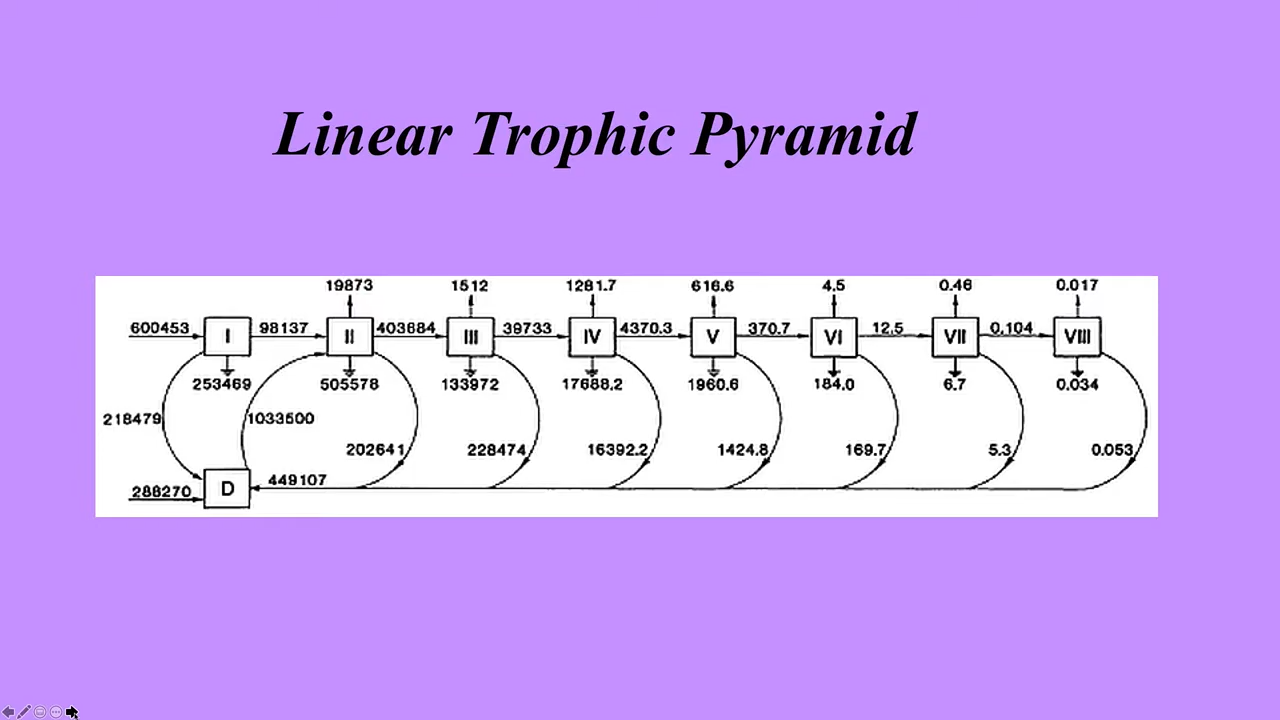 Linear Trophic Pyramid
19873 1512 1281.7 616.6 4.5 0.46 0.017
600453 I 98137 II 403884 III 39733 IV 4370.3 V 370.7 VI 12.5 VII 0.104 VIII
253469 505578 133972 17688.2 1960.6 184.0 6.7 0.034
218479 1033500
202641 228474 16392.2 1424.8 169.7 5.3 0.053
288270 D 449107